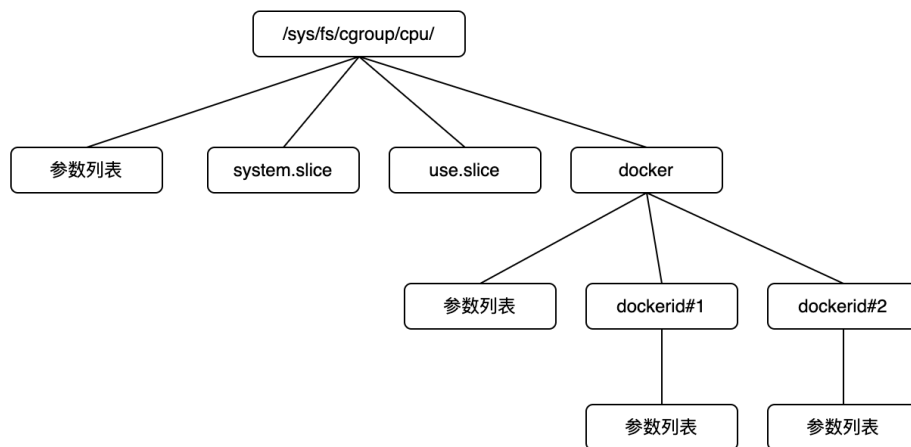 /sys/fs/cgroup/cpu/
参数列表
system.slice
use.slice
docker
参数列表
dockerid#1
dockerid#2
参数列表
参数列表